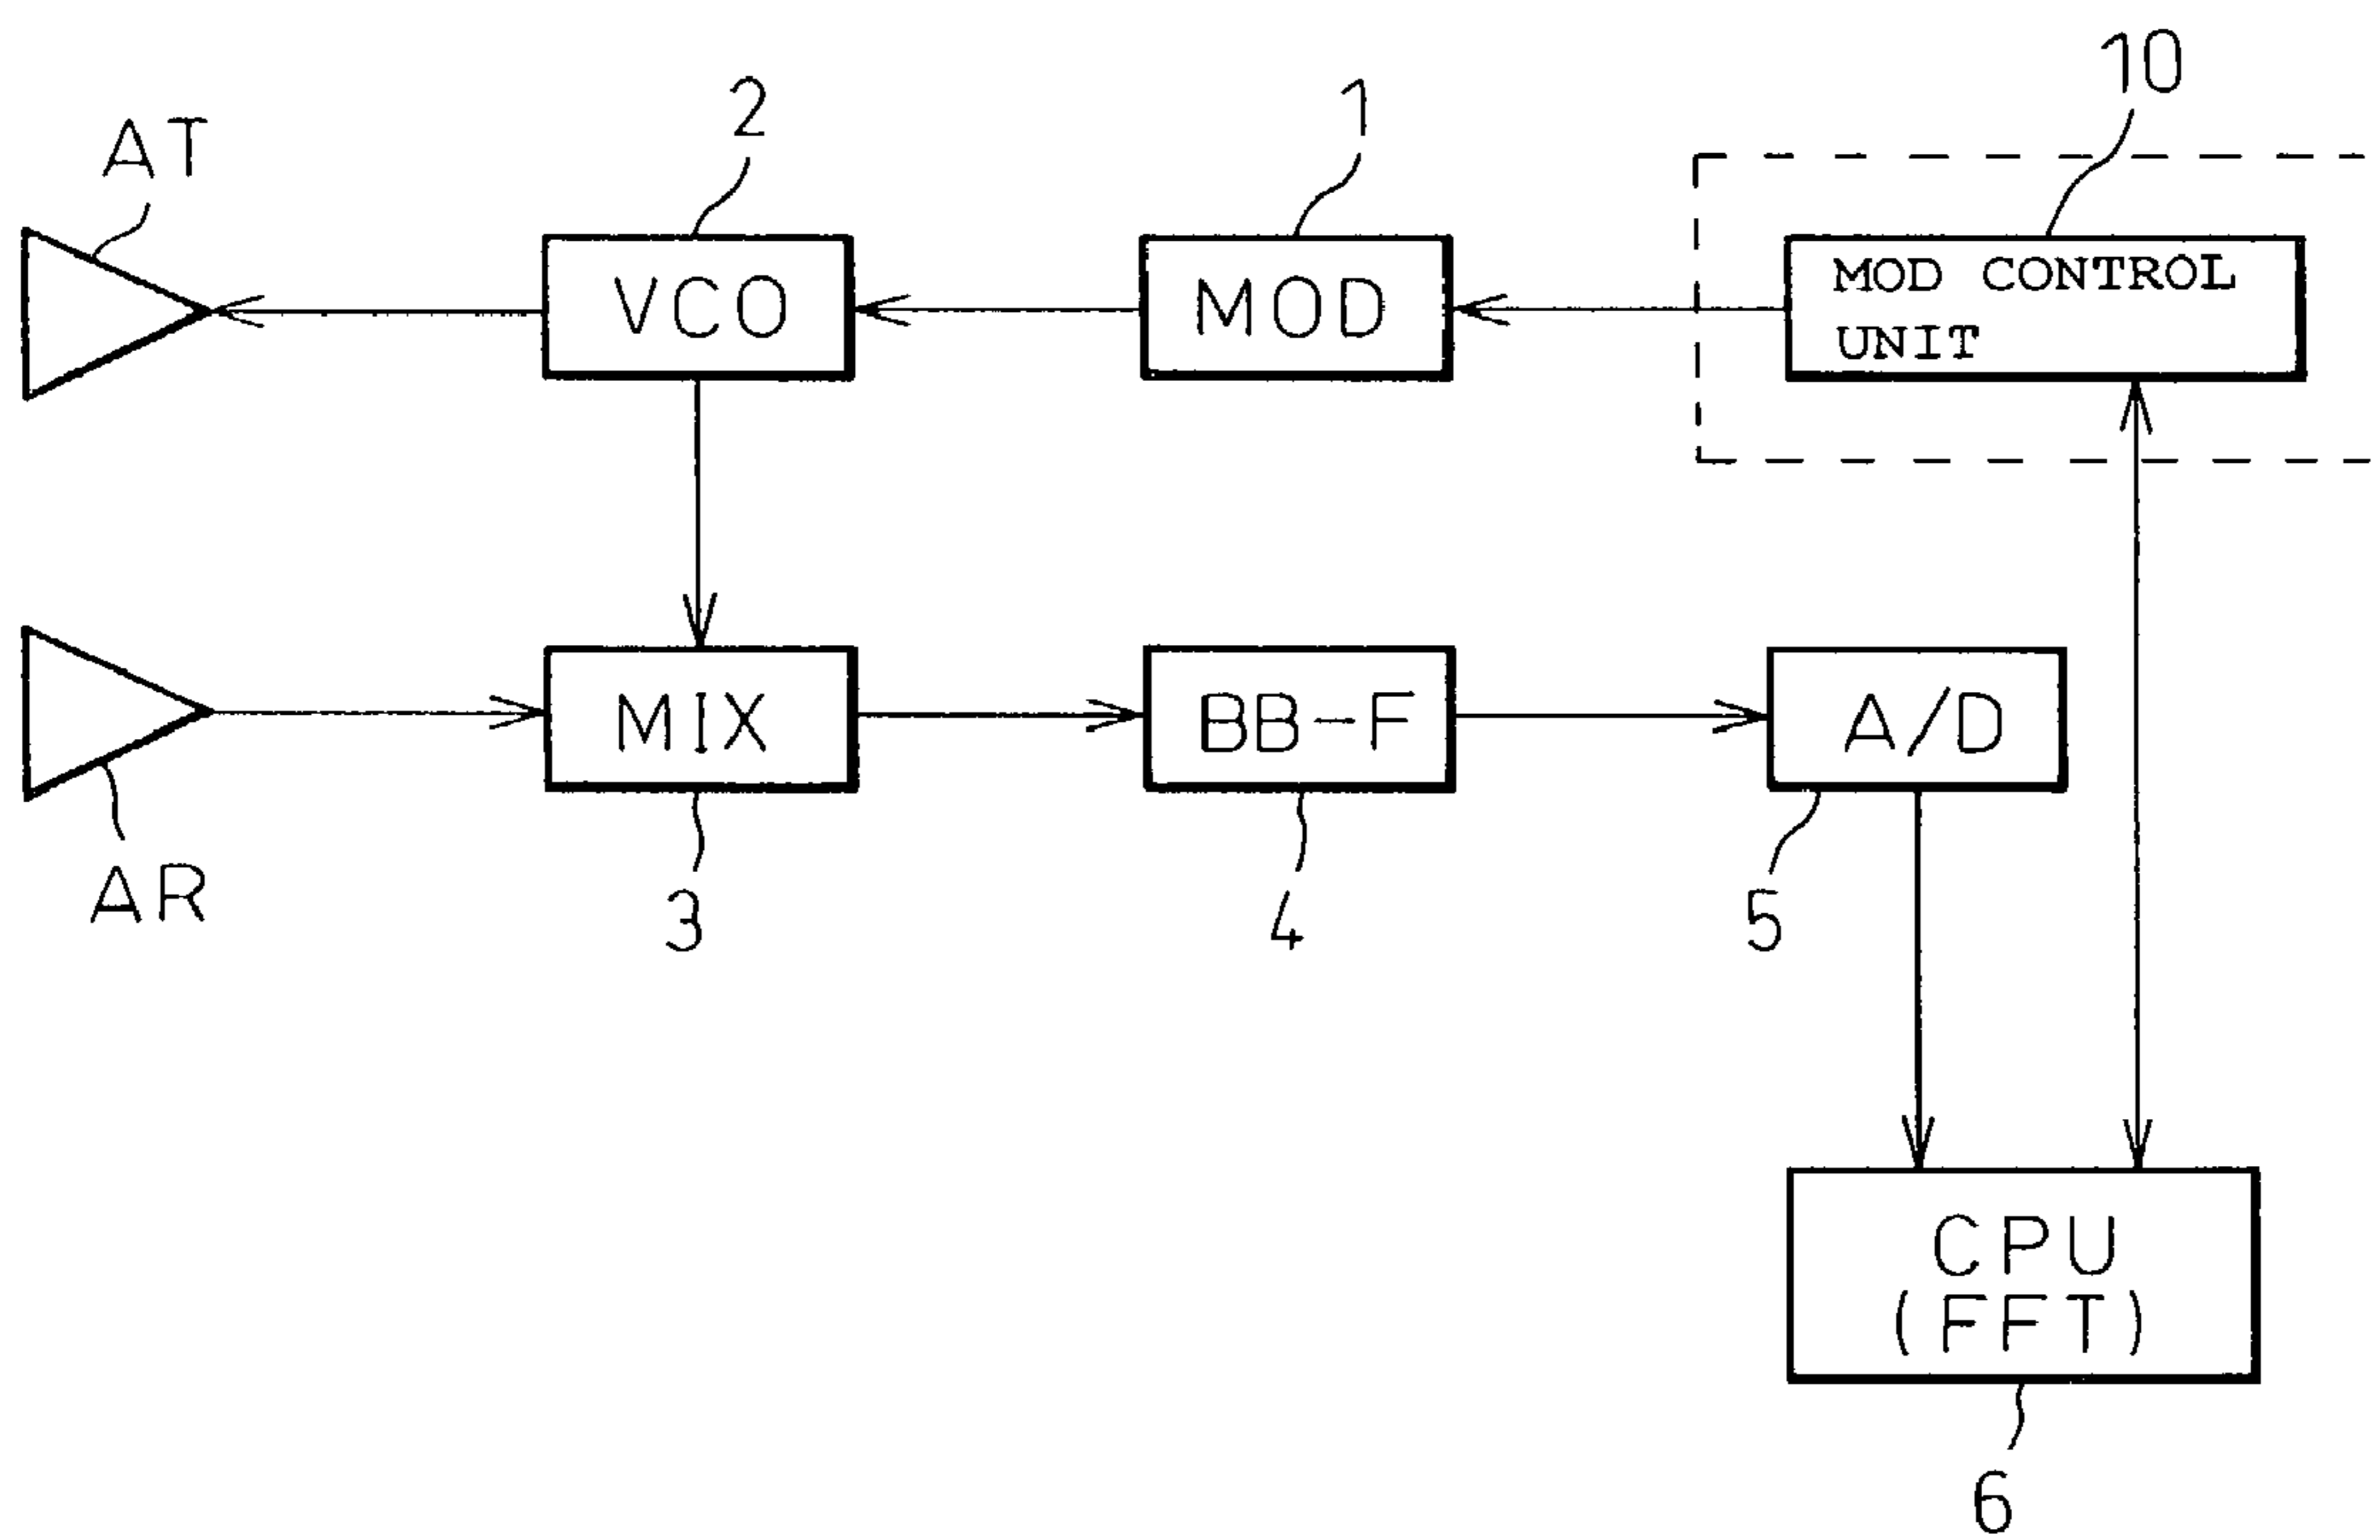 10
2
1
AT
VCO
MOD
MOD CONTROL
UNIT
MIX
BB-F
A/D
AR
3
4
5
CPU
(FFT)
6